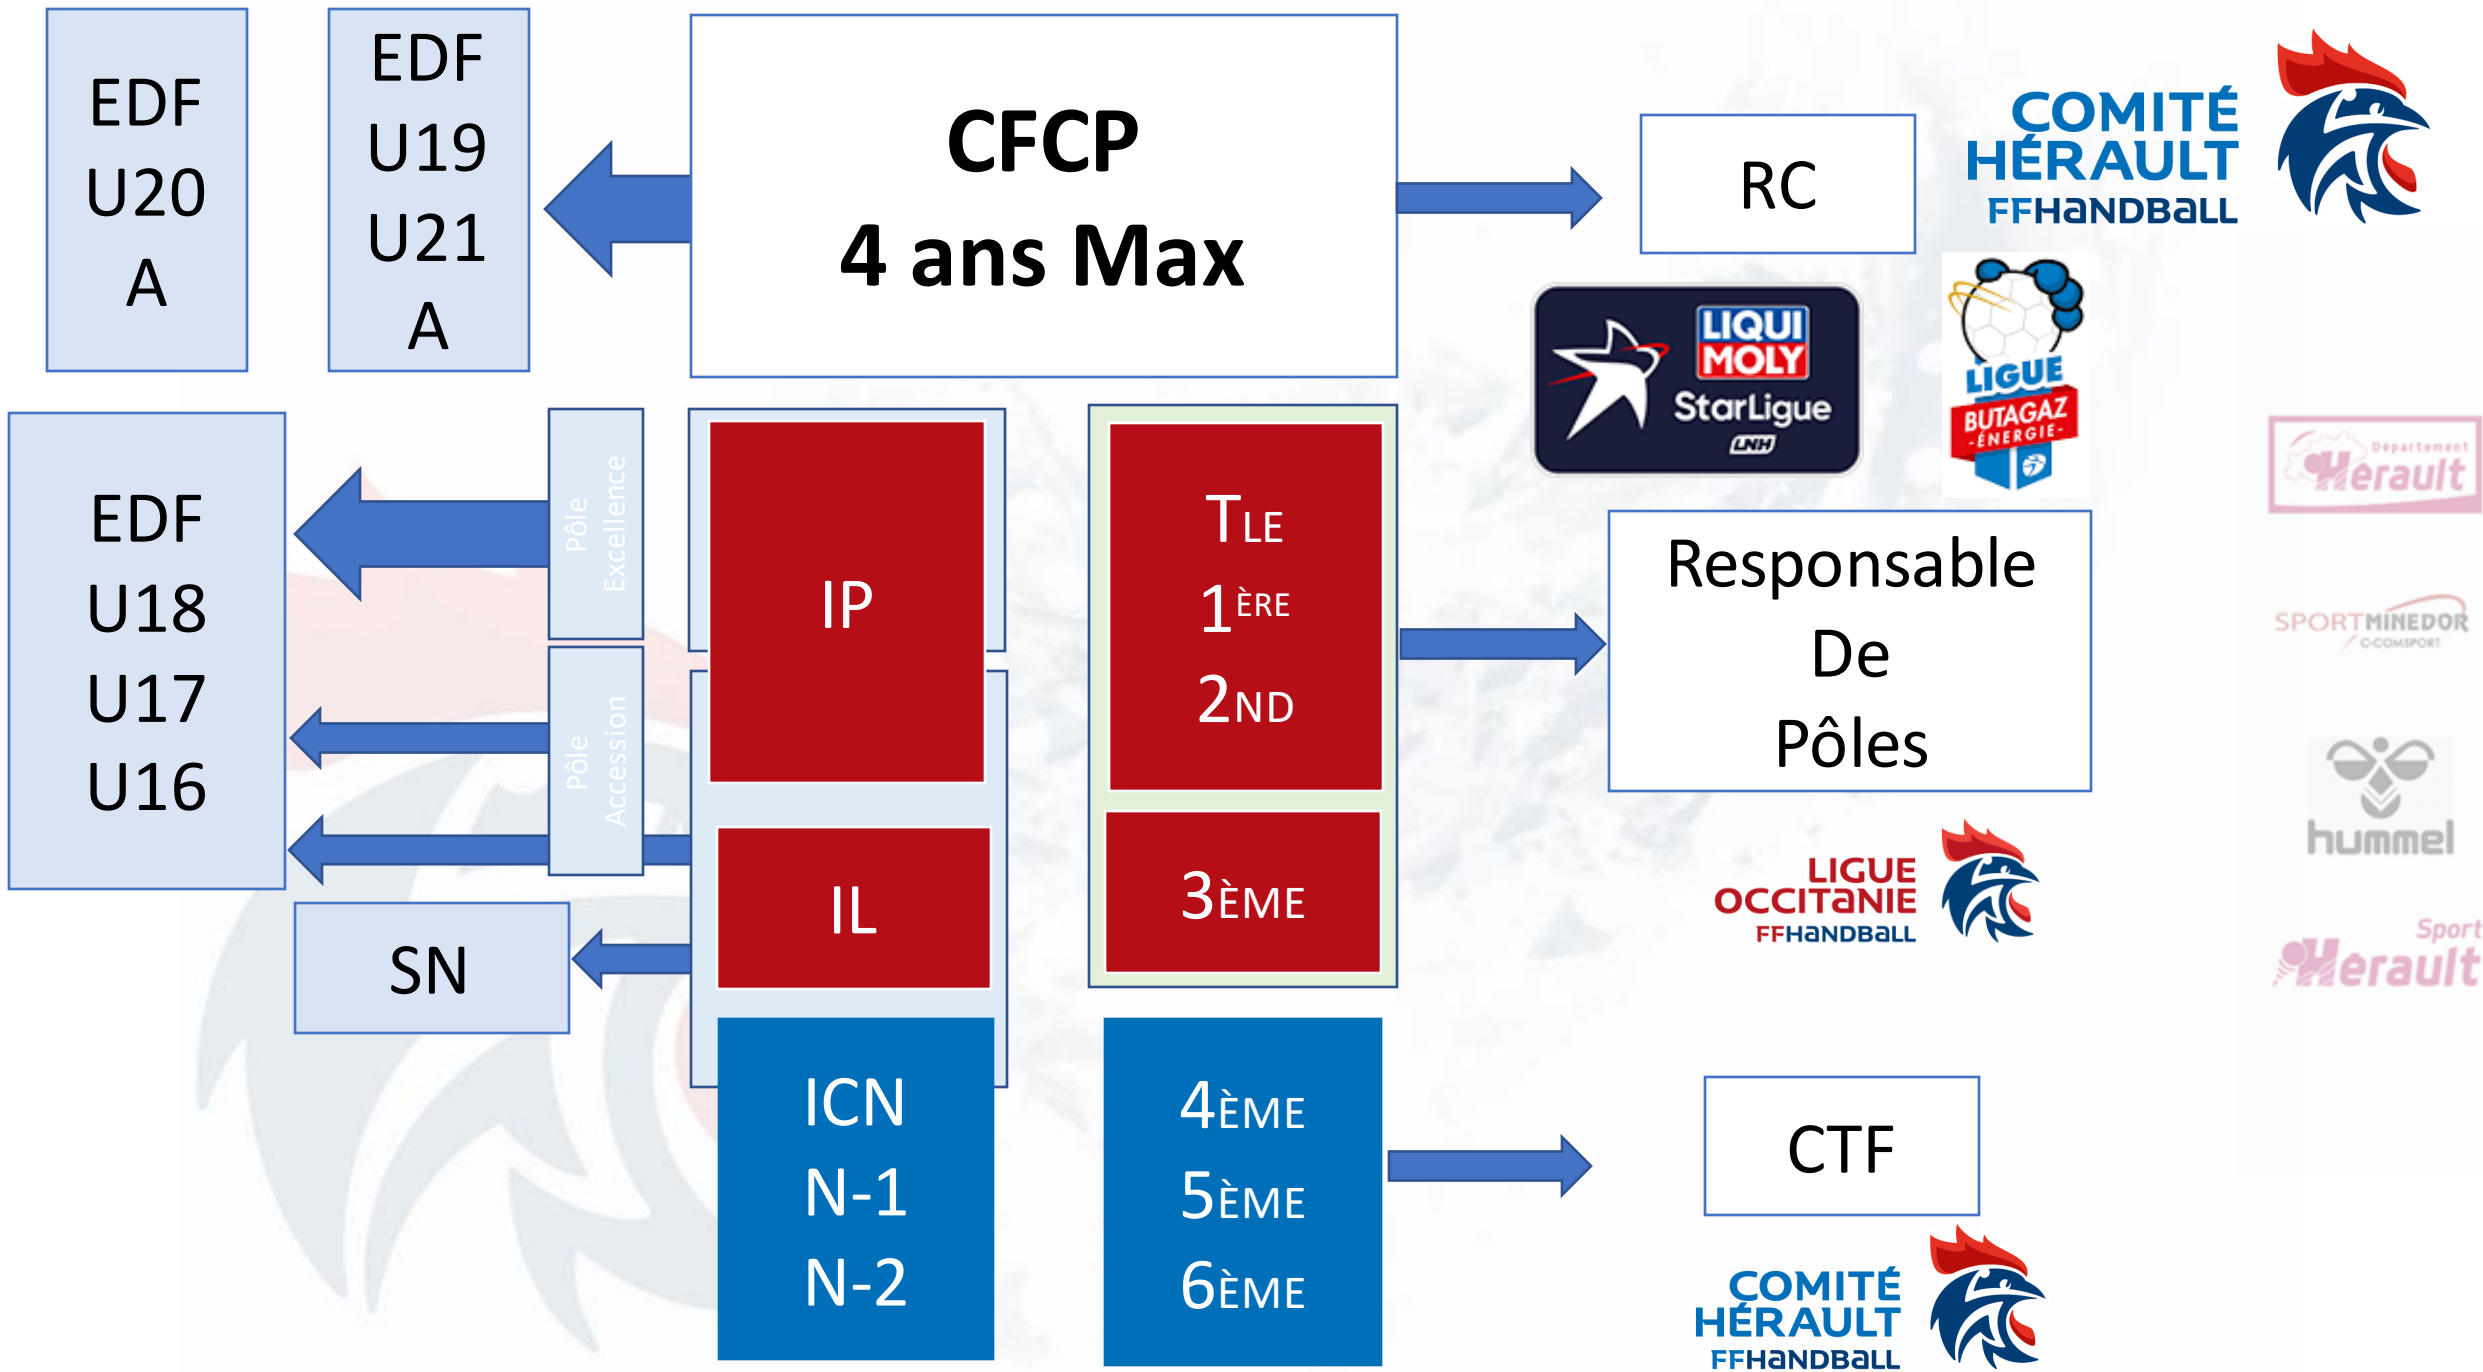 EDF
U20
A
EDF
U19
U21
A
CFCP
4 ans Max
RC
COMITÉ
HÉRAULT
FFHANDBALL
LIQUI
MOLY
StarLigue
LNH
LIGUE
BUTAGAZ
-ÉNERGIE-
EDF
U18
U17
U16
Pôle
Excellence
Pôle
Accession
IP
TLE
1ÈRE
2ND
Responsable
De
Pôles
Département
Hérault
SPORTMINEDOR
C-COMSPORT
hummel
IL
3ÈME
LIGUE
OCCITANIE
FFHANDBALL
SN
Sport
Hérault
ICN
N-1
N-2
4ÈME
5ÈME
6ÈME
CTF
COMITÉ
HÉRAULT
FFHANDBALL